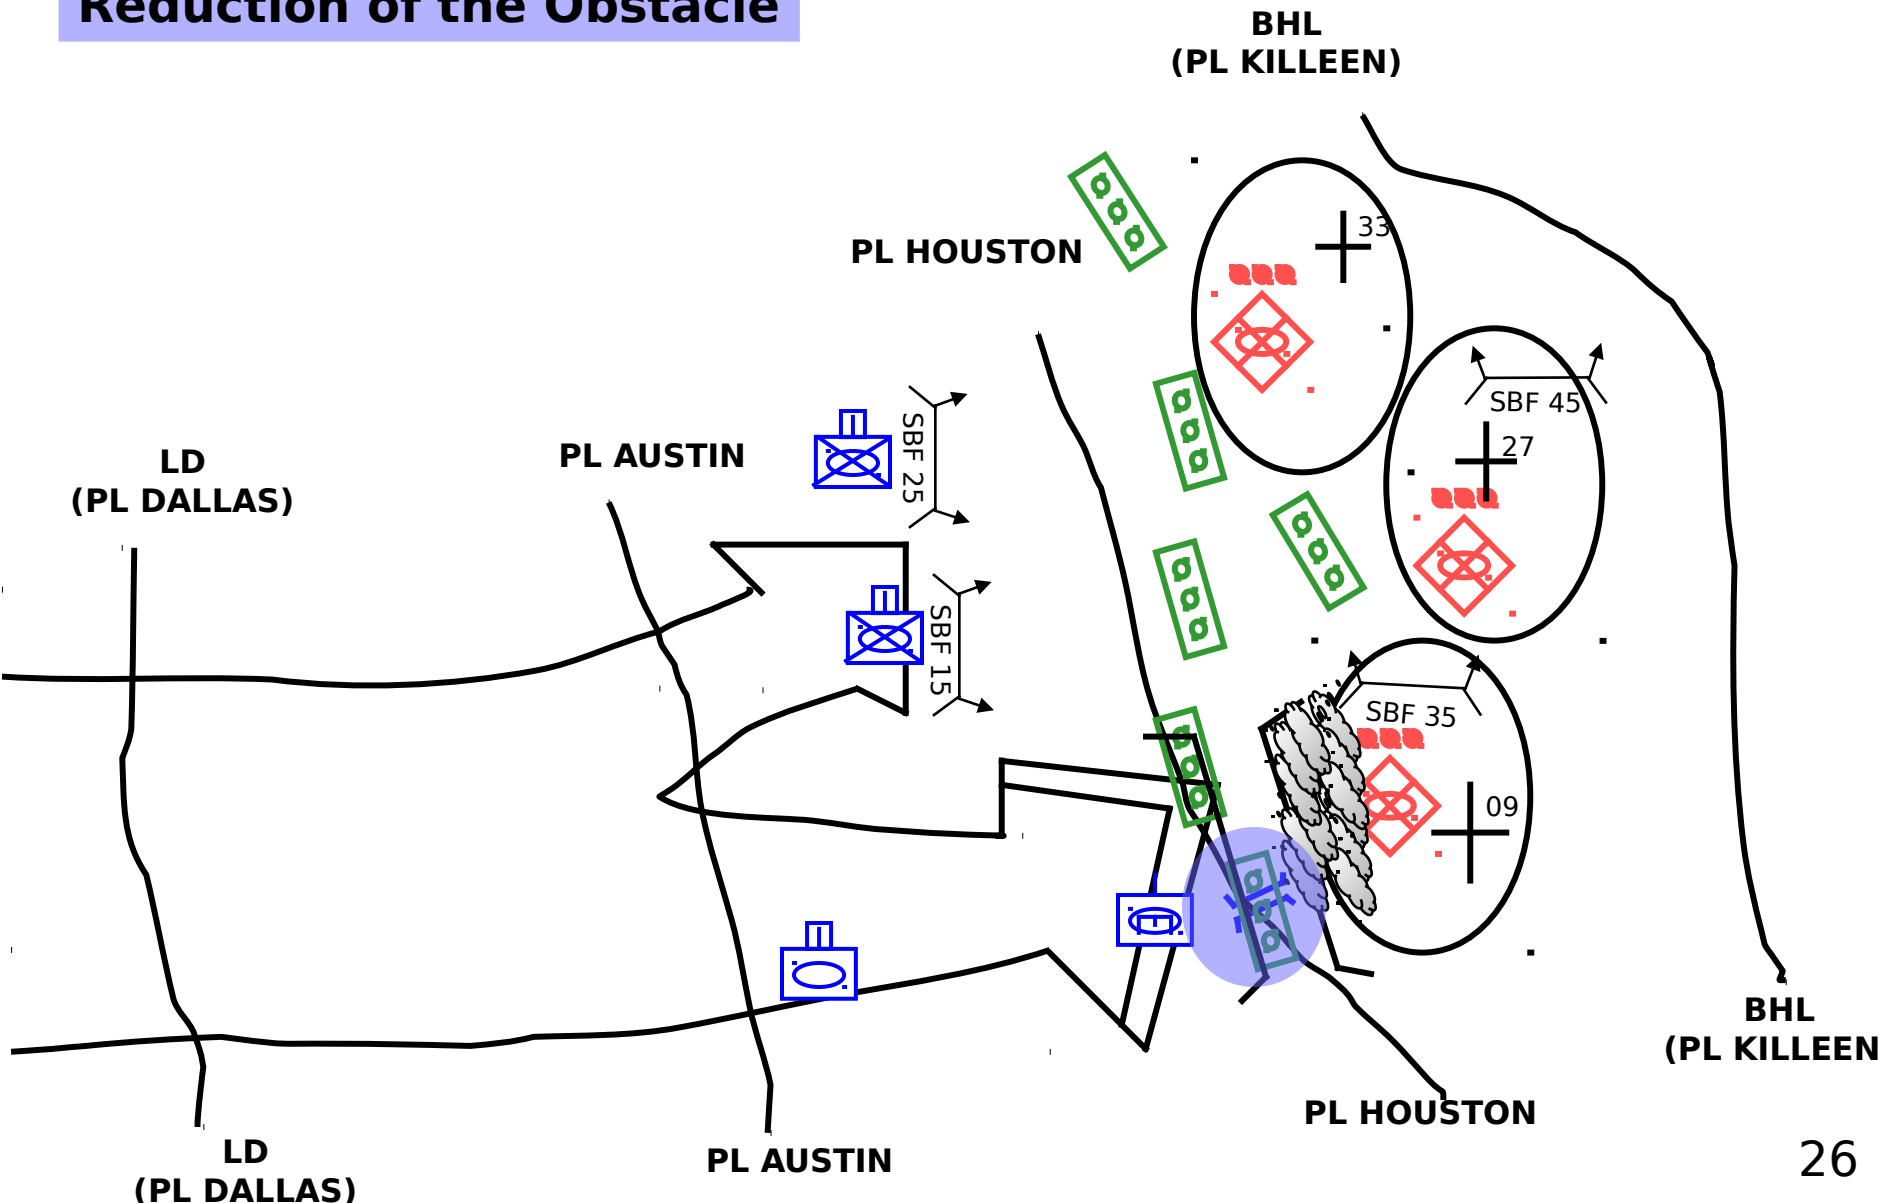 Reduction of the Obstacle
BHL
(PL KILLEEN)
33
PL HOUSTON
SBF 45
27
SBF 25
PL AUSTIN
LD
(PL DALLAS)
SBF 15
SBF 35
09
BHL
(PL KILLEEN
PL HOUSTON
LD
(PL DALLAS)
PL AUSTIN
26